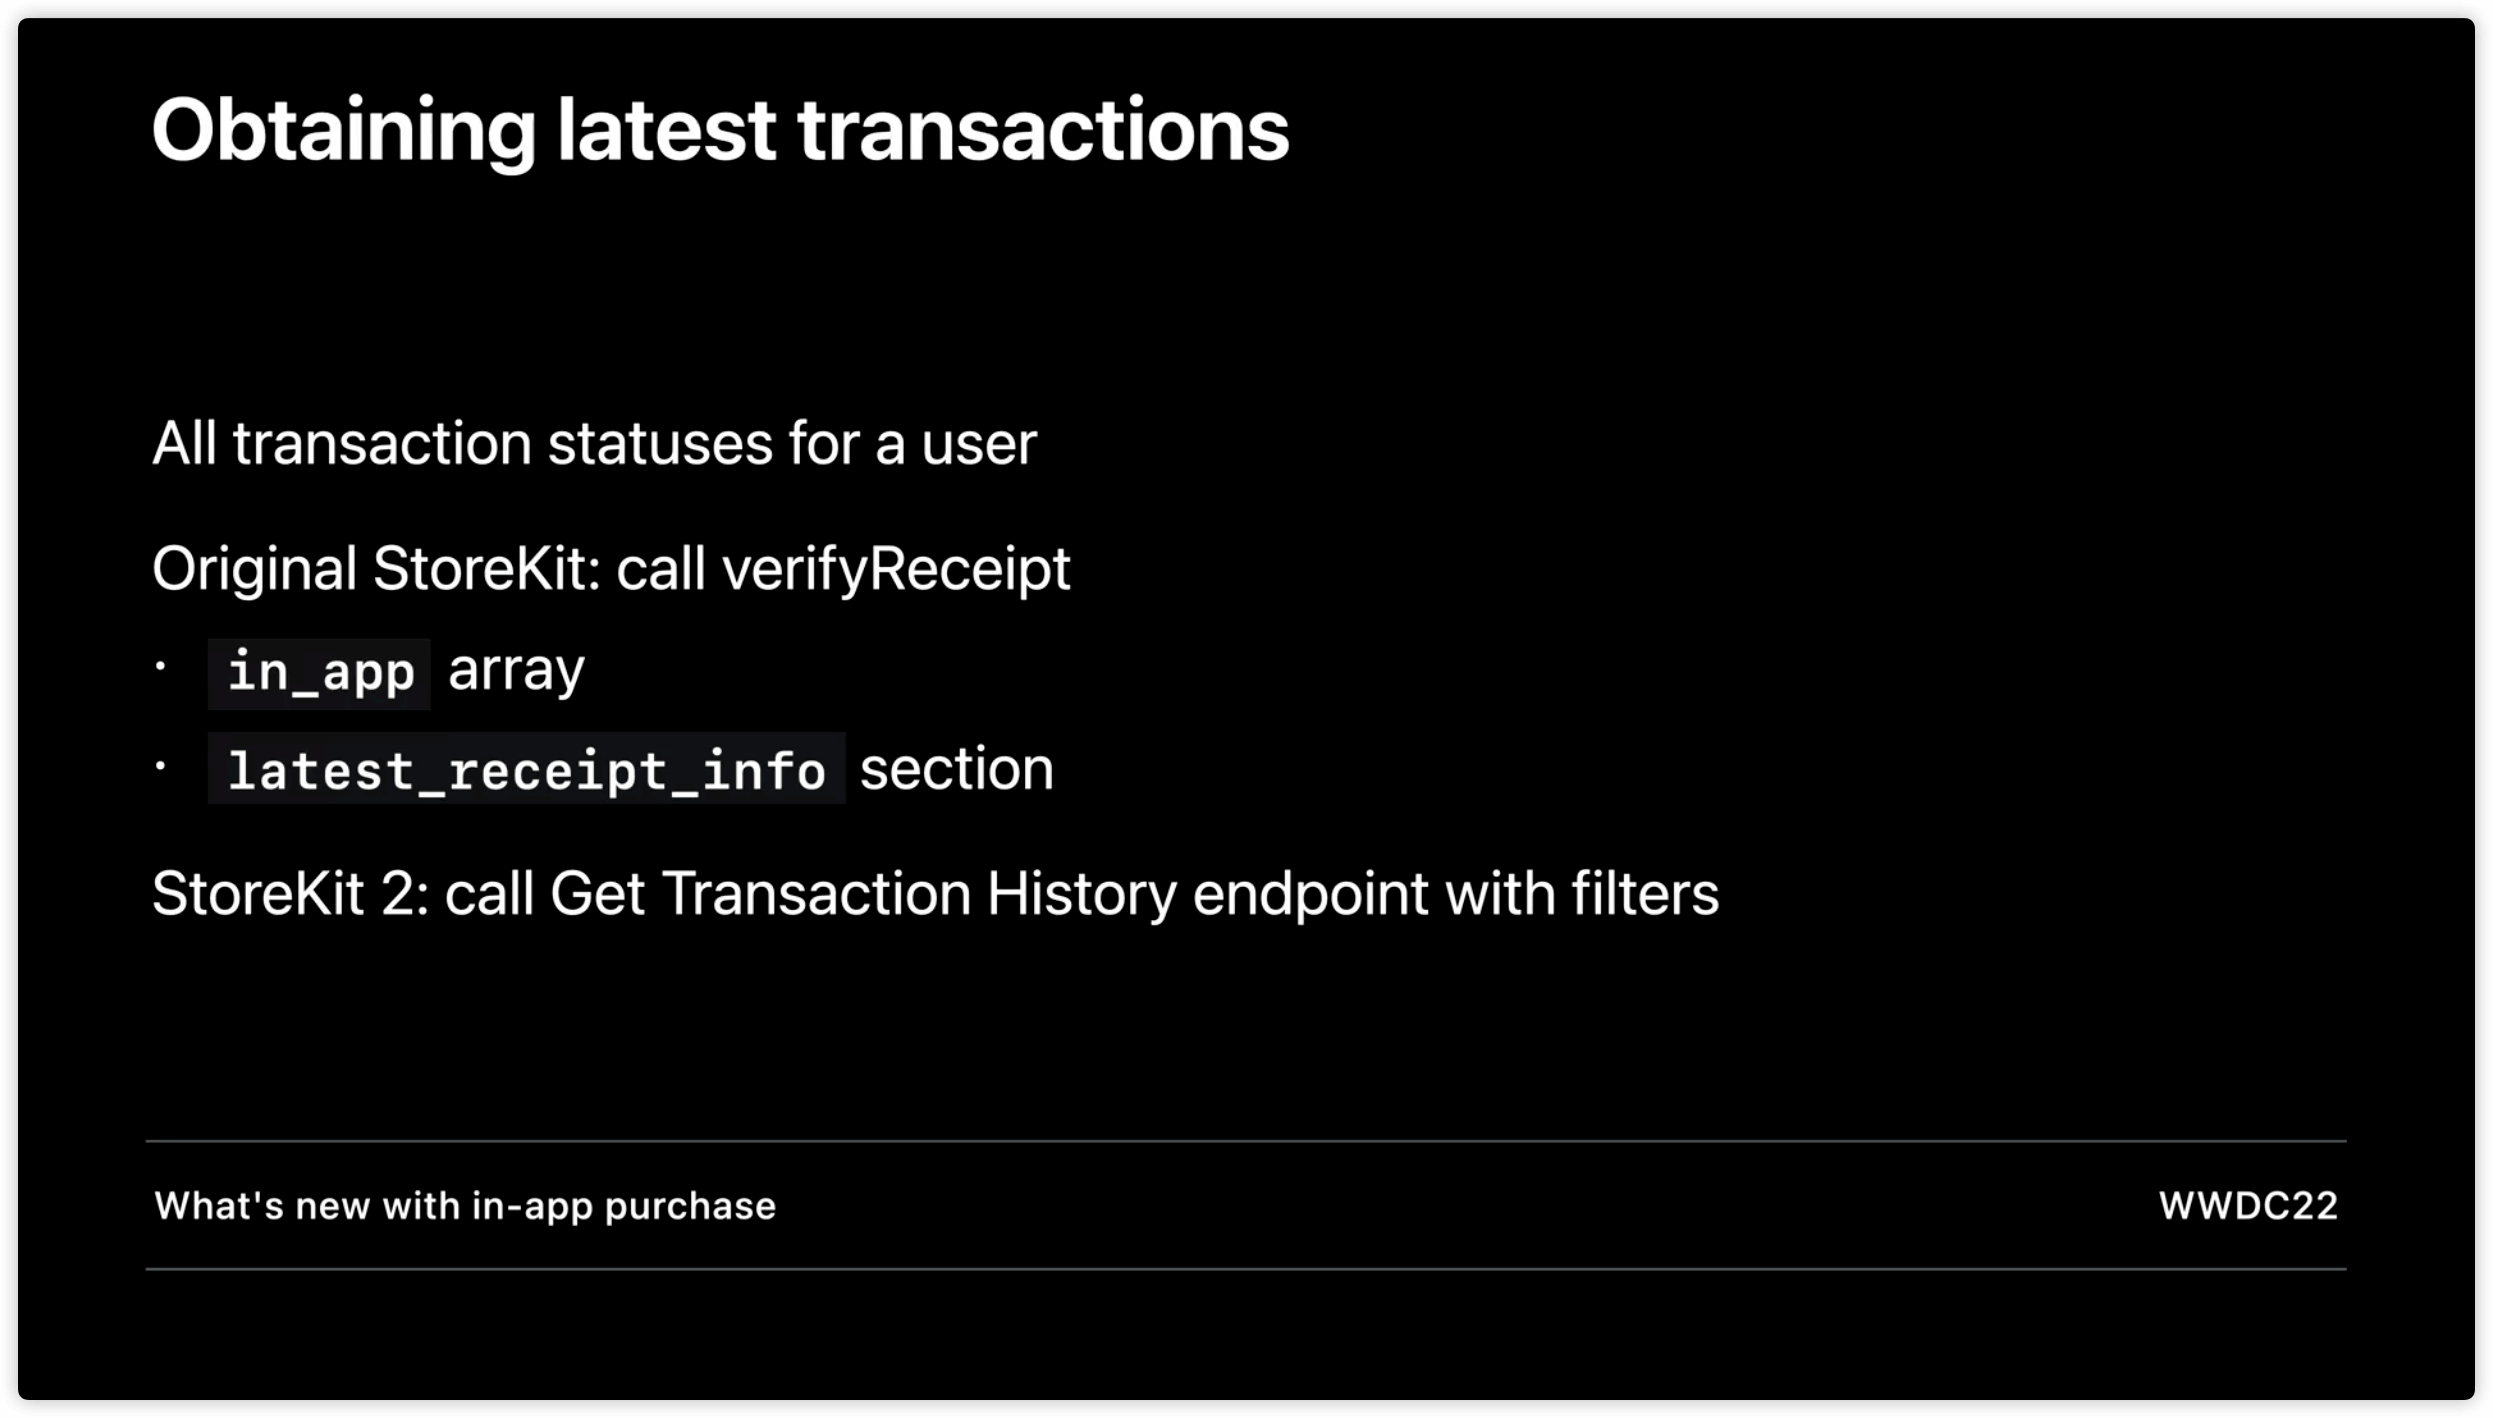 Obtaining latest transactions
All transaction statuses for a user
Original StoreKit: call verifyReceipt
• in_app array
• latest_receipt_info section
StoreKit 2: call Get Transaction History endpoint with filters
What's new with in-app purchase
WWDC22